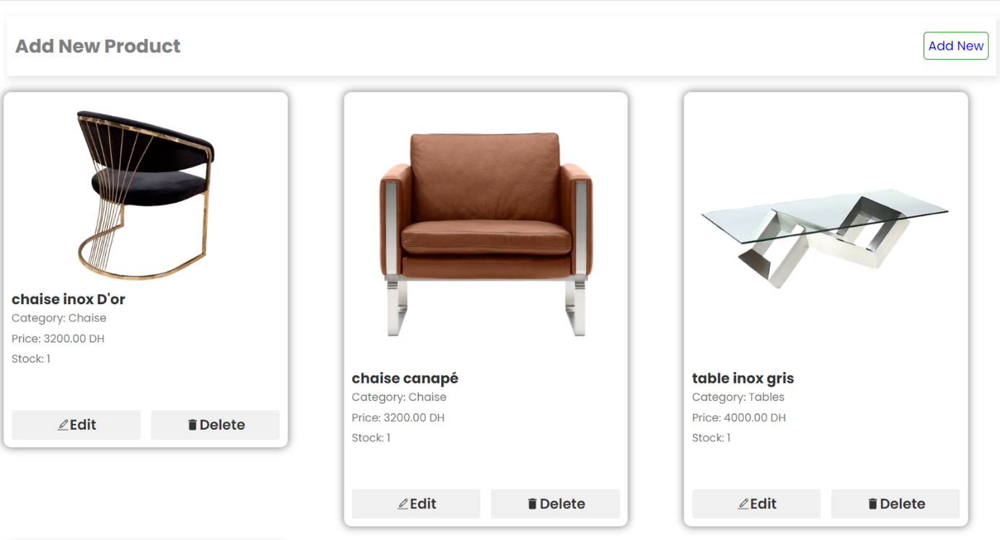 Add New Product
Add New
chaise inox D'or
Category: Chaise
Price: 3200.00 DH
Stock: 1
Edit
Delete
chaise canapé
Category: Chaise
Price: 3200.00 DH
Stock: 1
Edit
Delete
table inox gris
Category: Tables
Price: 4000.00 DH
Stock: 1
Edit
Delete